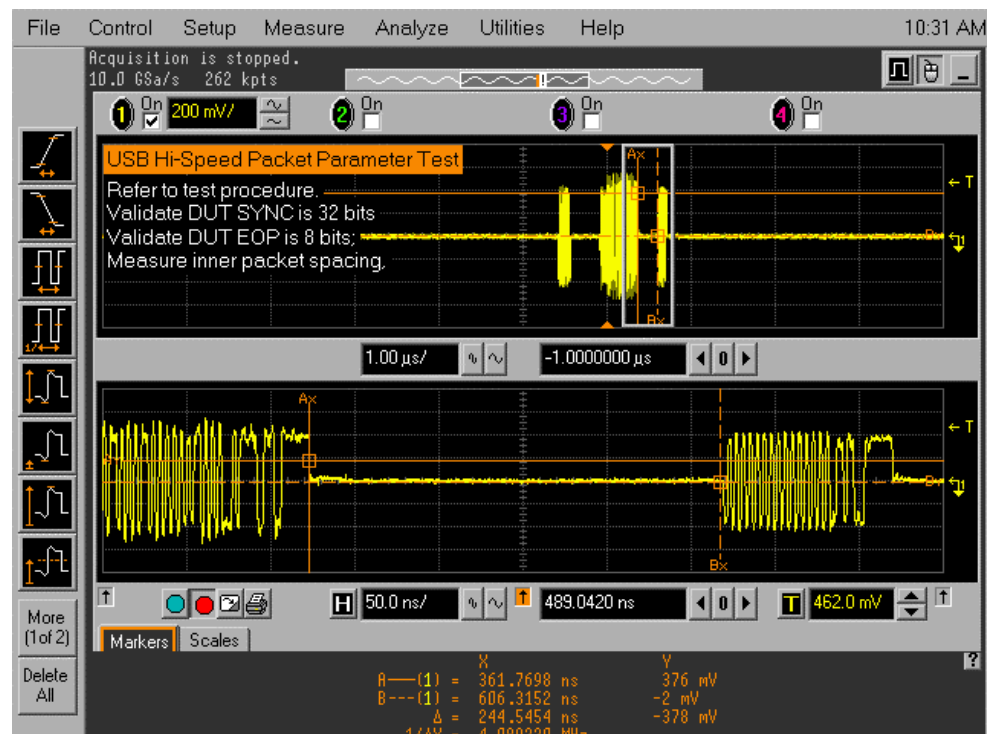 File Control Setup Measure Analyze Utilities Help 10:31 AM
Acquisition is stopped.
10.0 GSa/s 262 kpts
1 On 200 mV/ 2 On 3 On 4 On
USB Hi-Speed Packet Parameter Test
Refer to test procedure.
Validate DUT SYNC is 32 bits
Validate DUT EOP is 8 bits;
Measure inner packet spacing,
Ax
T
Bx
1.00 µs/ -1.0000000 µs 0
Ax
T
Bx
H 50.0 ns/ 489.0420 ns 0 T 462.0 mV
More
(1 of 2)
Delete
All
Markers Scales
?
X Y
A——(1) = 361.7698 ns 376 mV
B---(1) = 606.3152 ns -2 mV
Δ = 244.5454 ns -378 mV